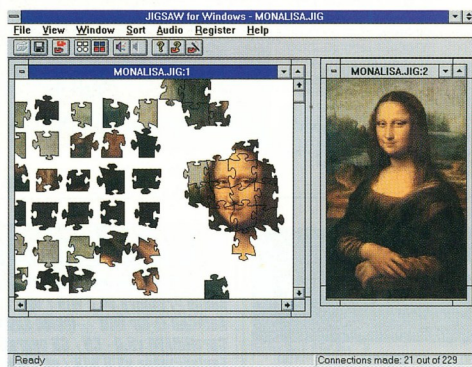 JIGSAW for Windows - MONALISA.JIG
File View Window Sort Audio Register Help
MONALISA.JIG:1
MONALISA.JIG:2
Ready
Connections made: 21 out of 229